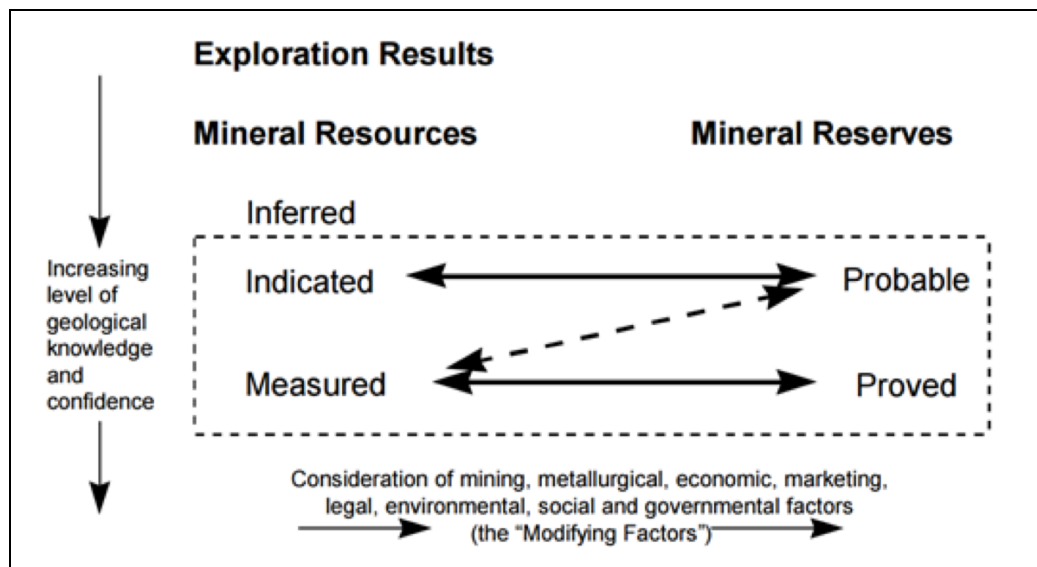 Exploration Results
Mineral Resources
Mineral Reserves
Inferred
Indicated
Probable
Measured
Proved
Increasing
level of
geological
knowledge
and
confidence
Consideration of mining, metallurgical, economic, marketing,
legal, environmental, social and governmental factors
(the “Modifying Factors”)